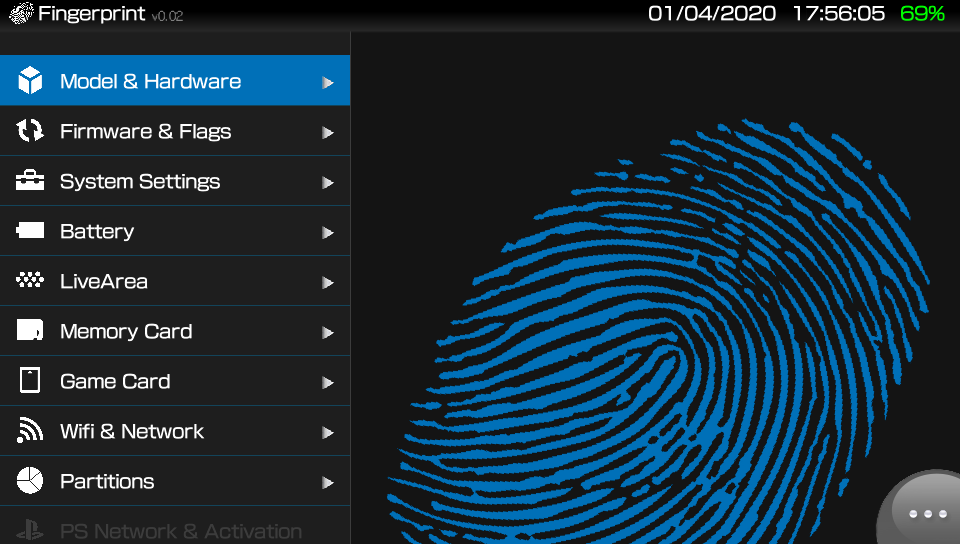 Fingerprint v0.02 01/04/2020 17:56:05 69%
Model & Hardware
Firmware & Flags
System Settings
Battery
LiveArea
Memory Card
Game Card
Wifi & Network
Partitions
PS Network & Activation